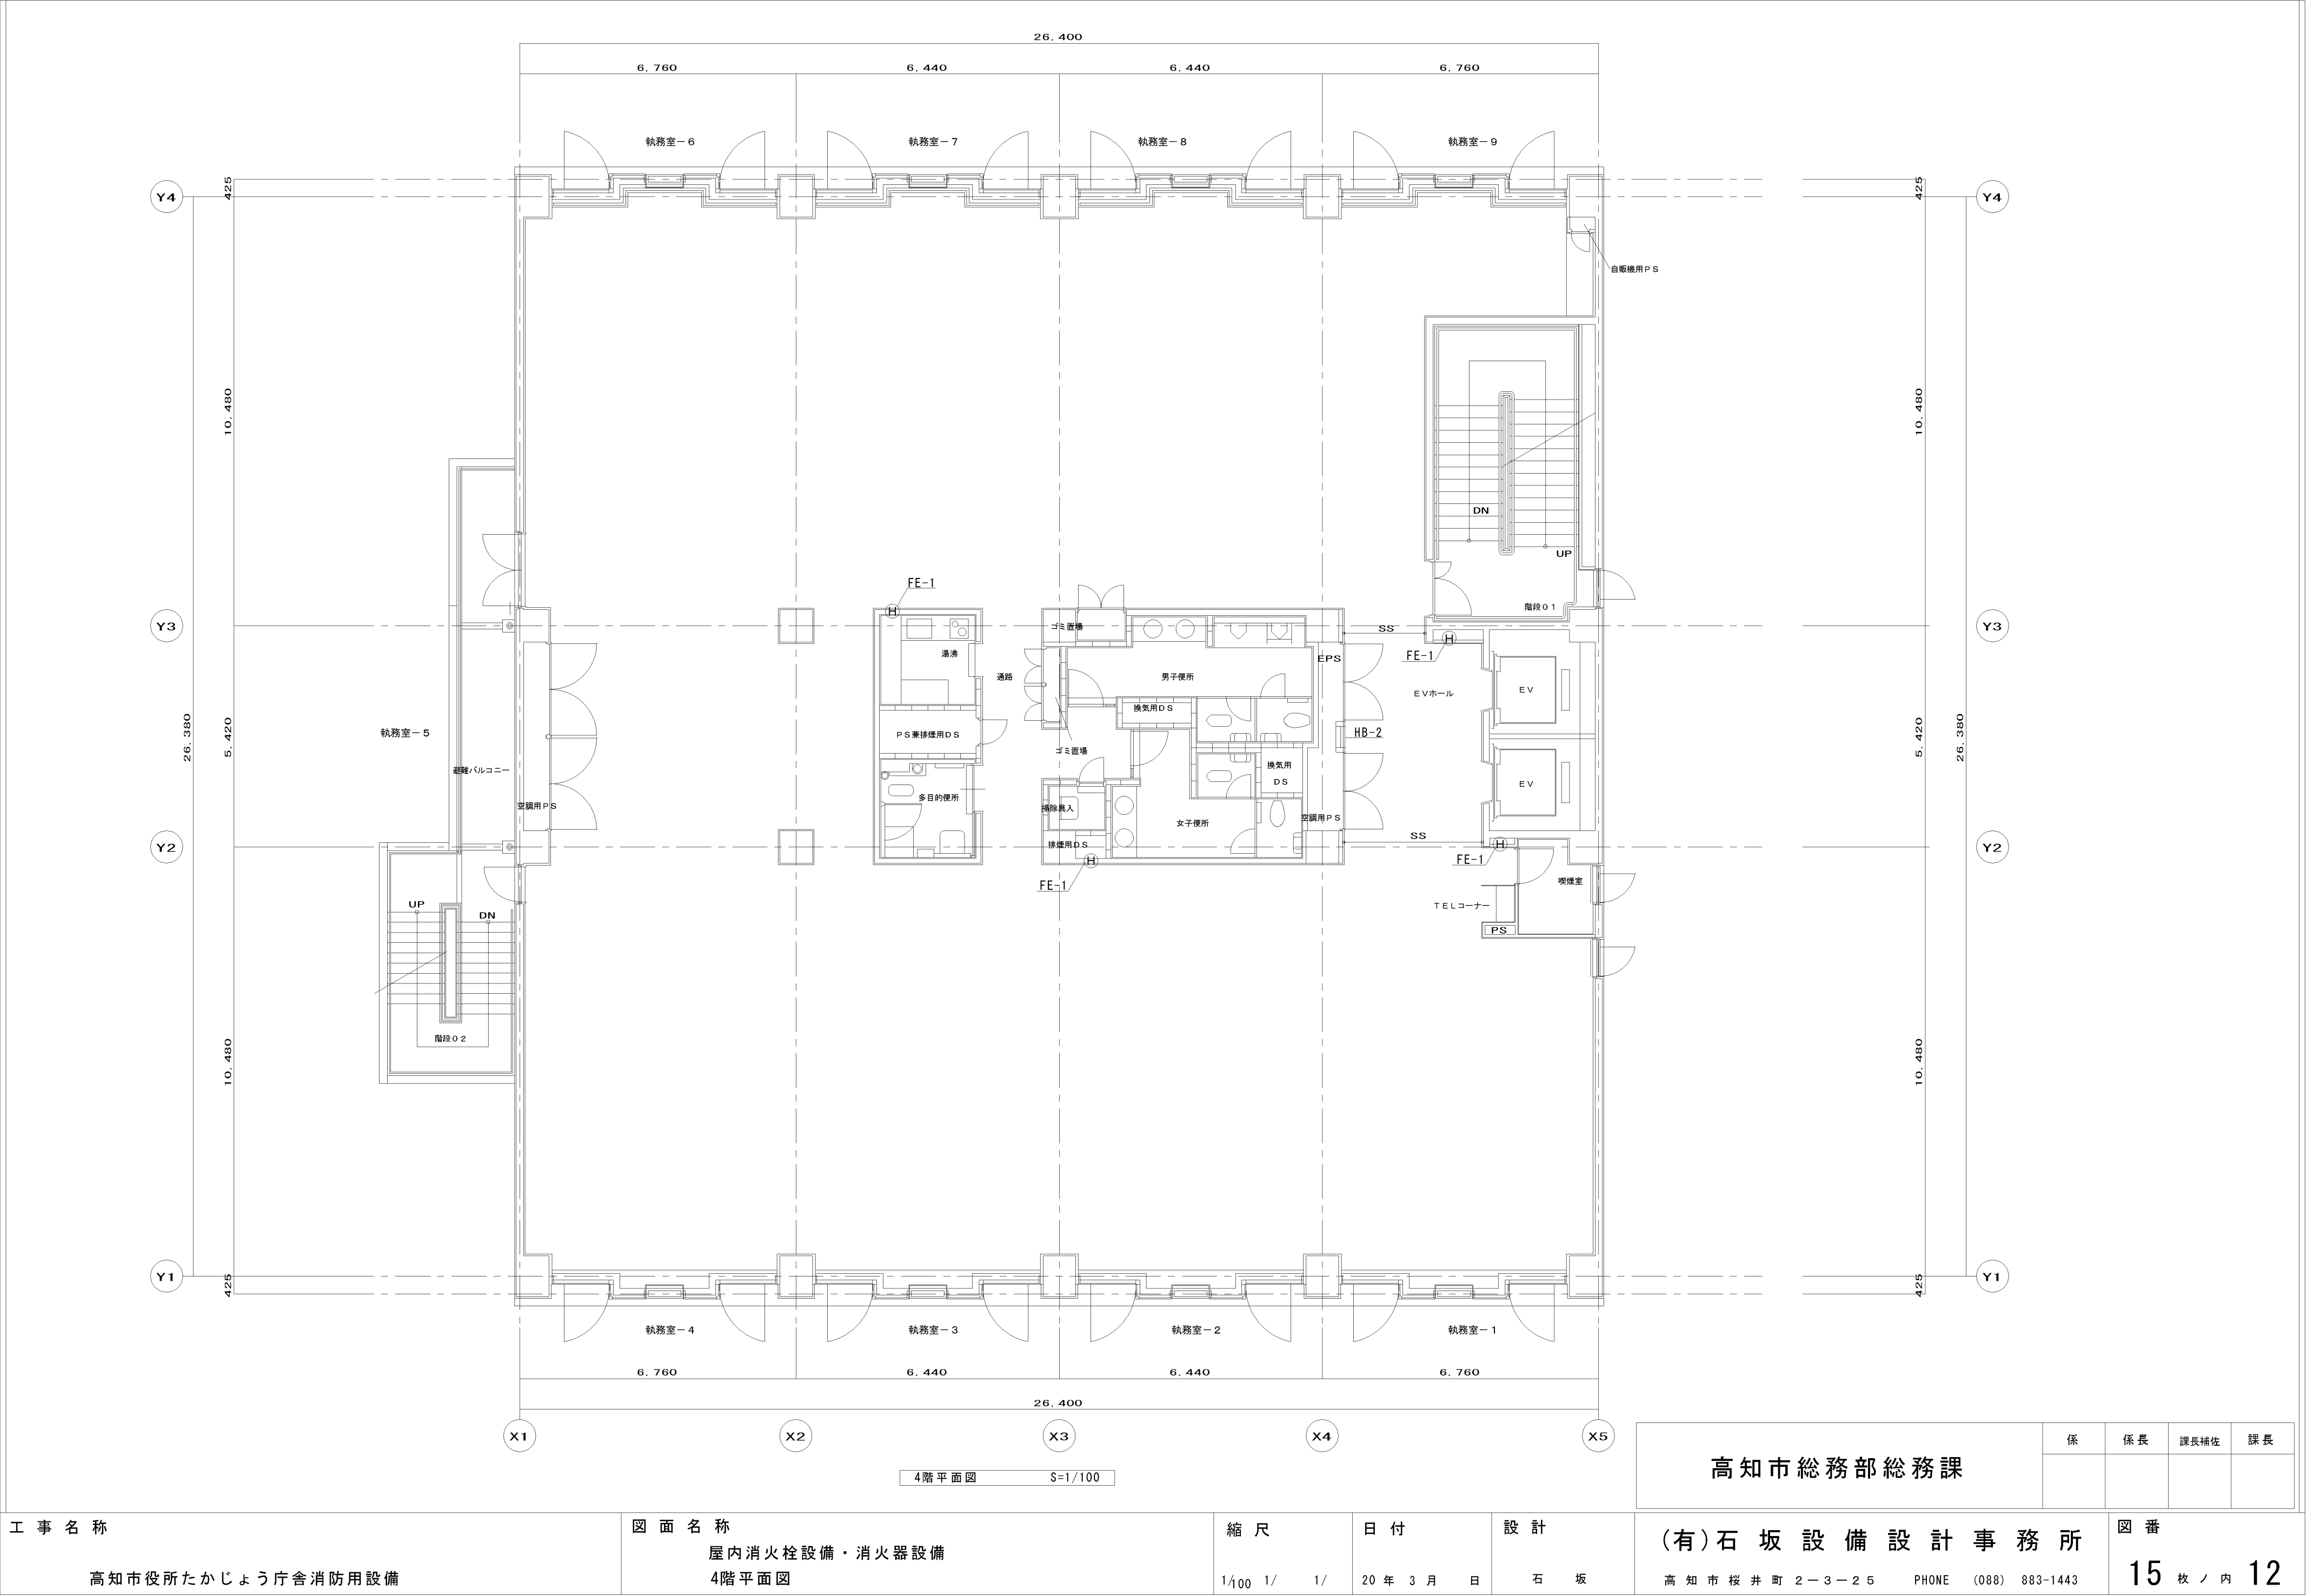 26,400
6,760
6,440
6,440
6,760
執務室－6
執務室－7
執務室－8
執務室－9
425
425
Y4
Y4
自販機用ＰＳ
10,480
10,480
DN
UP
FE-1
階段０１
Y3
Y3
ゴミ置場
SS
H
H
FE-1
湯沸
EPS
通路
男子便所
ＥＶホール
ＥＶ
換気用ＤＳ
26,380
5,420
執務室－5
ＰＳ兼排煙用ＤＳ
HB-2
5,420
26,380
ゴミ置場
避難バルコニー
換気用
ＤＳ
ＥＶ
多目的便所
空調用ＰＳ
掃除具入
女子便所
空調用ＰＳ
SS
排煙用ＤＳ
H
Y2
Y2
H
FE-1
FE-1
喫煙室
UP
DN
ＴＥＬコーナー
PS
階段０２
10,480
10,480
Y1
Y1
425
425
執務室－4
執務室－3
執務室－2
執務室－1
6,760
6,440
6,440
6,760
26,400
X1
X2
X3
X4
X5
4階平面図 S=1/100
高知市総務部総務課
係 係長 課長補佐 課長
工事名称
高知市役所たかじょう庁舎消防用設備
図面名称
屋内消火栓設備・消火器設備
4階平面図
縮尺
1/100 1/ 1/
日付
20 年 3 月 日
設計
石 坂
(有)石坂設備設計事務所
高知市桜井町２－３－２５ PHONE (088) 883-1443
図番
15 枚ノ内 12